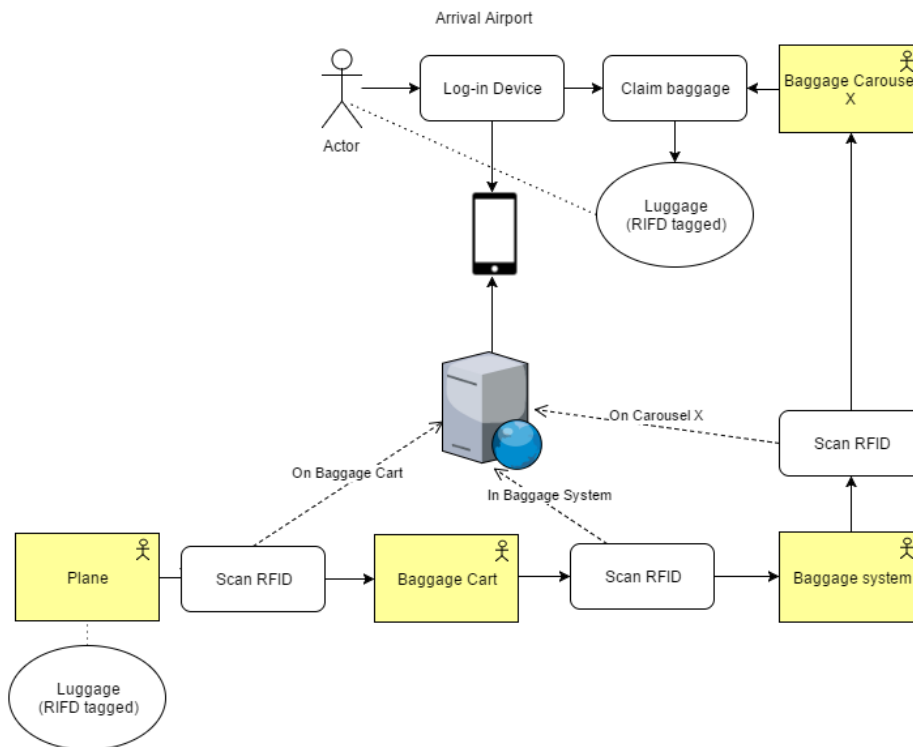 Arrival Airport
Log-in Device
Claim baggage
Baggage Carousel
X
Actor
Luggage
(RIFD tagged)
On Carousel X
Scan RFID
On Baggage Cart
In Baggage System
Plane
Scan RFID
Baggage Cart
Scan RFID
Baggage system
Luggage
(RIFD tagged)